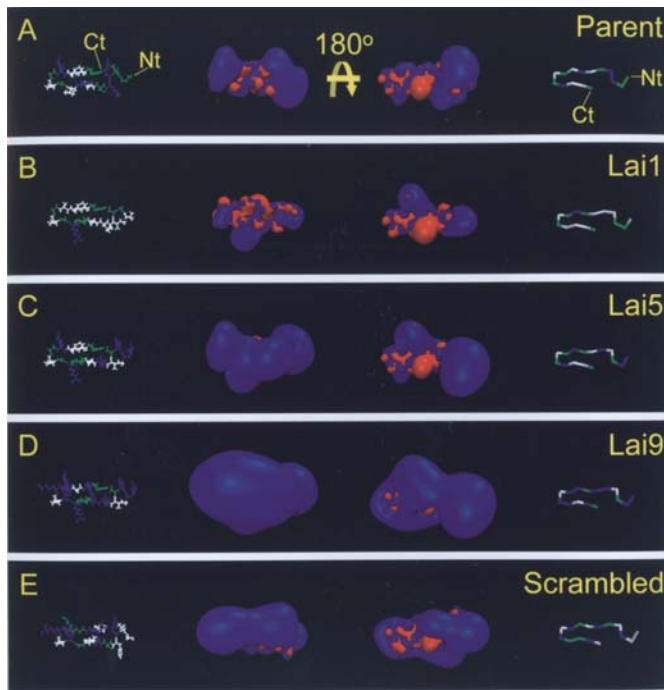 A
Ct
Nt
180°
Parent
Nt
Ct
B
Lai1
C
Lai5
D
Lai9
E
Scrambled